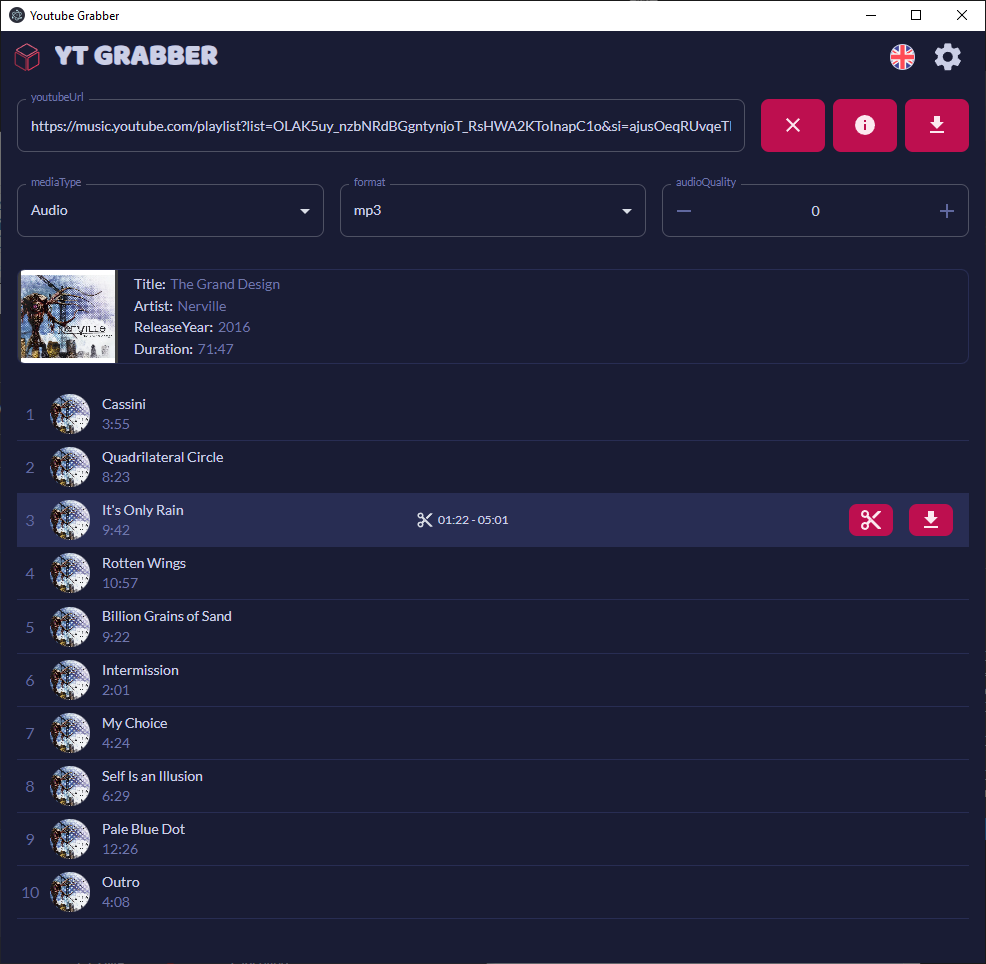 Youtube Grabber
YT GRABBER
youtubeUrl
https://music.youtube.com/playlist?list=OLAK5uy_nzbNRdBGgntynjoT_RsHWA2KToInapC1o&si=ajusOeqRUvqeTl
mediaType
Audio
format
mp3
audioQuality
0
nerville
Title: The Grand Design
Artist: Nerville
ReleaseYear: 2016
Duration: 71:47
1
Cassini
3:55
2
Quadrilateral Circle
8:23
3
It's Only Rain
9:42
01:22 - 05:01
4
Rotten Wings
10:57
5
Billion Grains of Sand
9:22
6
Intermission
2:01
7
My Choice
4:24
8
Self Is an Illusion
6:29
9
Pale Blue Dot
12:26
10
Outro
4:08